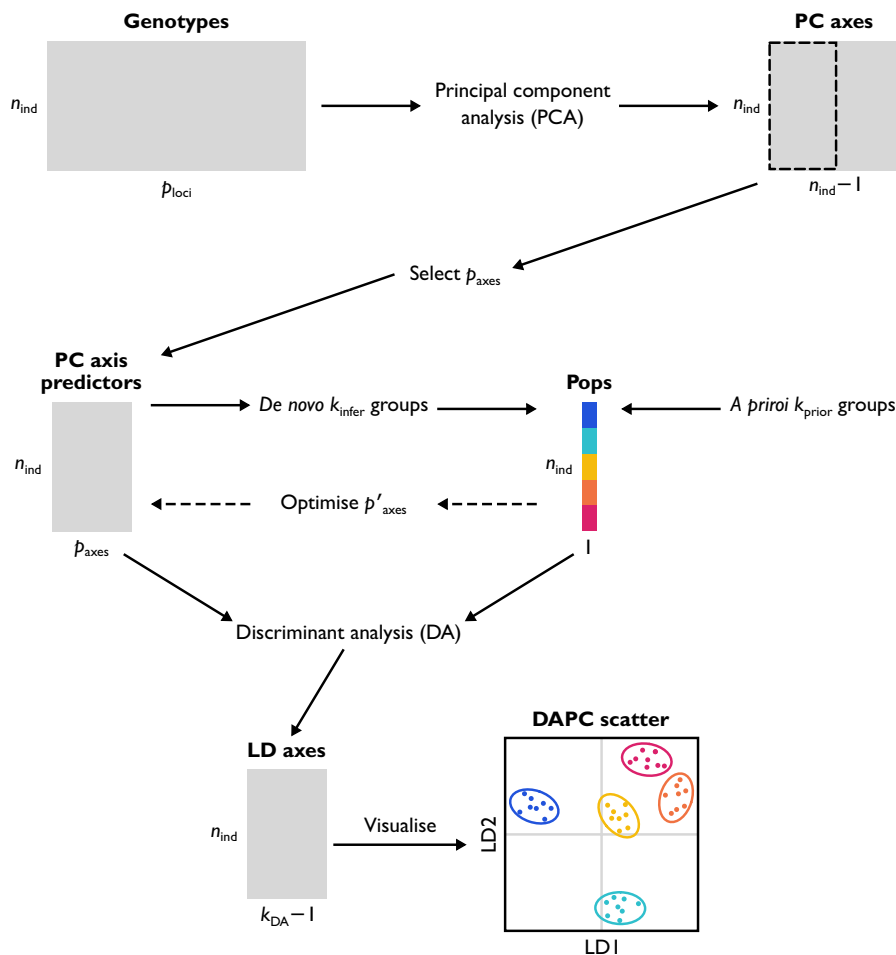 Genotypes
PC axes
n_ind
Principal component
analysis (PCA)
n_ind
p_loci
n_ind−1
Select p_axes
PC axis
predictors
Pops
De novo k_infer groups
A priroi k_prior groups
n_ind
n_ind
Optimise p′_axes
p_axes
1
Discriminant analysis (DA)
LD axes
DAPC scatter
n_ind
Visualise
LD2
k_DA−1
LD1